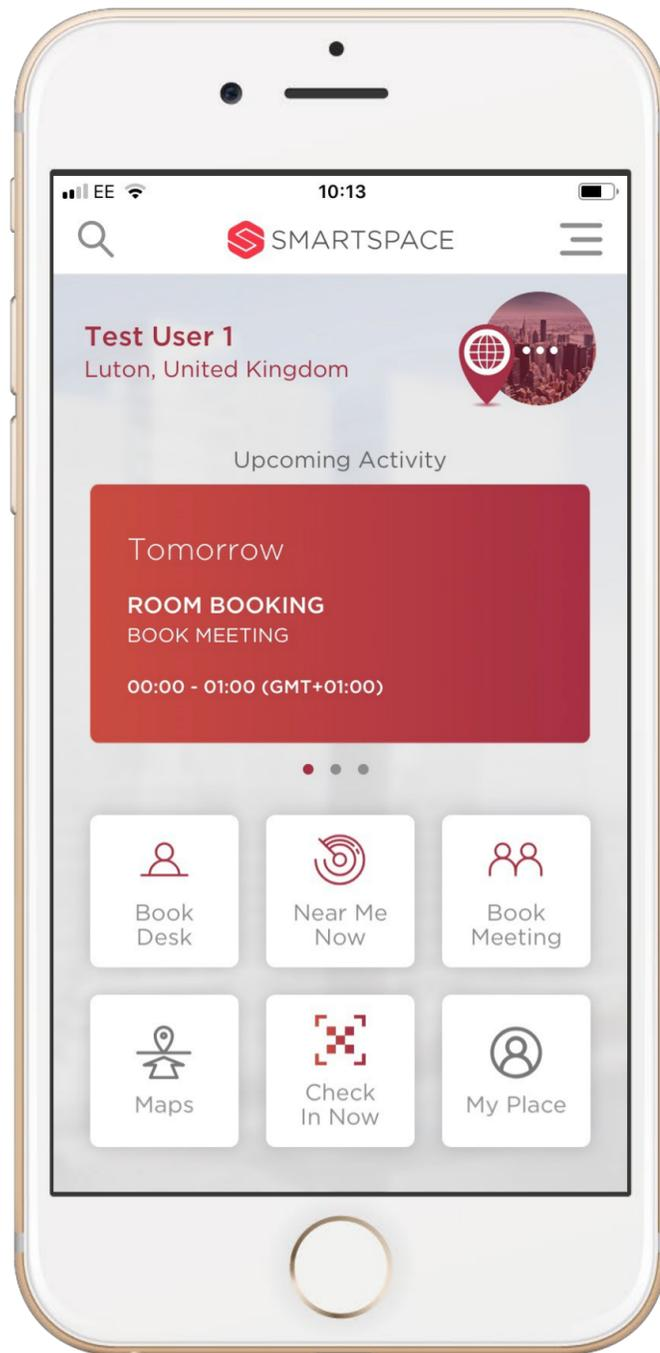 EE
10:13
SMARTSPACE
Test User 1
Luton, United Kingdom
Upcoming Activity
Tomorrow
ROOM BOOKING
BOOK MEETING
00:00 - 01:00 (GMT+01:00)
Book
Desk
Near Me
Now
Book
Meeting
Maps
Check
In Now
My Place